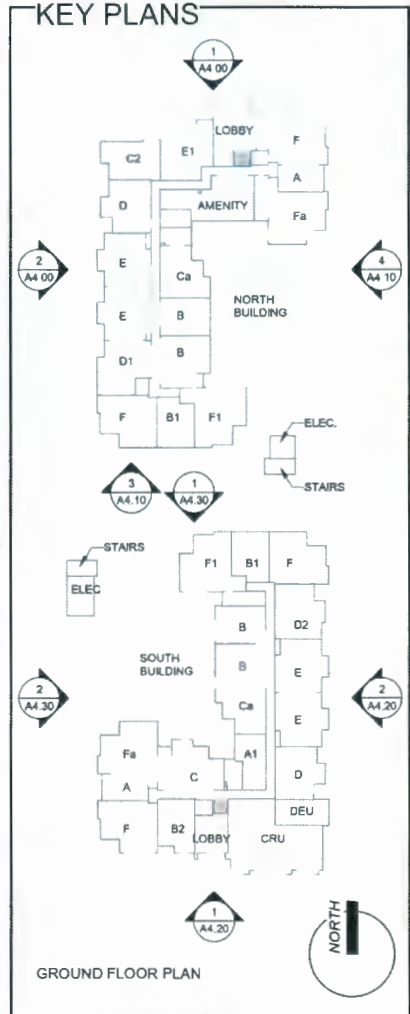 KEY PLANS
1
A4 00
LOBBY
F
C2
E1
A
D
AMENITY
Fa
2
A4 00
E
4
A4 10
Ca
NORTH
BUILDING
E
B
D1
B
F
B1
F1
ELEC.
STAIRS
3
A4.10
1
A4.30
STAIRS
ELEC
F1
B1
F
B
D2
SOUTH
BUILDING
B
E
2
A4.30
2
A4.20
Ca
E
Fa
C
A1
D
A
DEU
F
B2
LOBBY
CRU
1
A4.20
NORTH
GROUND FLOOR PLAN